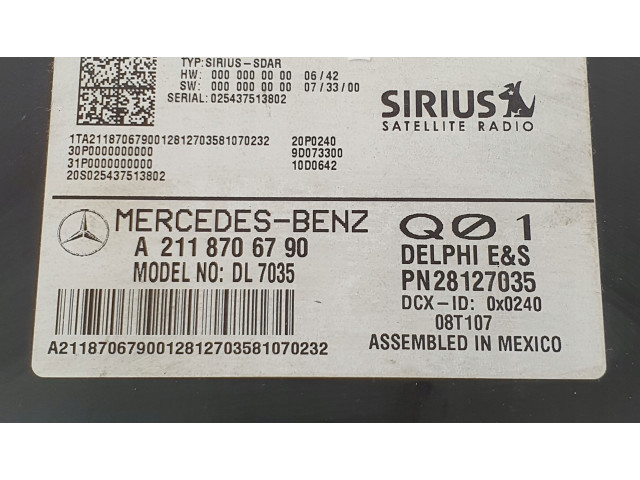 TYP: SIRIUS-SDAR
HW: 000 000 00 00 06/42
SW: 000 000 00 00 07/33/00
SERIAL: 025437513802
SIRIUS
SATELLITE RADIO
1TA2118706790012812703581070232 20P0240
30P0000000000 9D073300
31P0000000000 10D0642
20S025437513802
MERCEDES-BENZ QØ1
A 211 870 67 90 DELPHI E&S
MODEL NO: DL 7035 PN28127035
DCX-ID: 0x0240
08T107
A2118706790012812703581070232 ASSEMBLED IN MEXICO